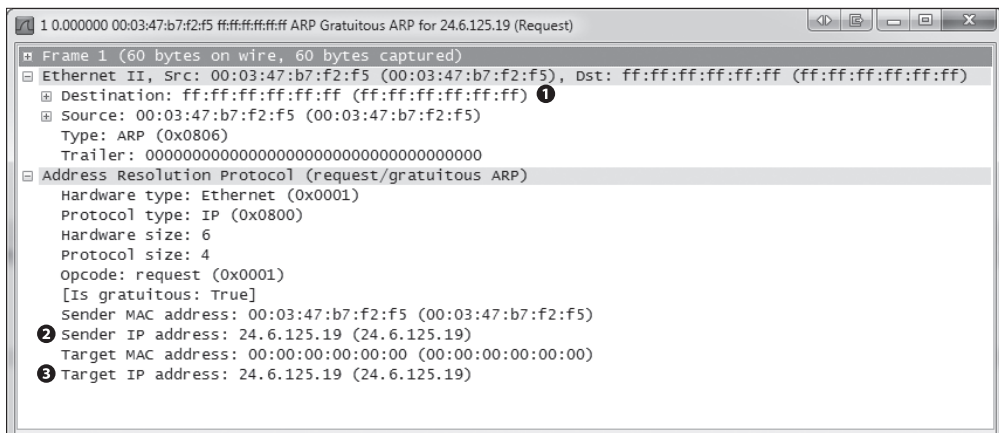 1 0.000000 00:03:47:b7:f2:f5 ff:ff:ff:ff:ff:ff ARP Gratuitous ARP for 24.6.125.19 (Request)
Frame 1 (60 bytes on wire, 60 bytes captured)
Ethernet II, Src: 00:03:47:b7:f2:f5 (00:03:47:b7:f2:f5), Dst: ff:ff:ff:ff:ff:ff (ff:ff:ff:ff:ff:ff)
Destination: ff:ff:ff:ff:ff:ff (ff:ff:ff:ff:ff:ff) ❶
Source: 00:03:47:b7:f2:f5 (00:03:47:b7:f2:f5)
Type: ARP (0x0806)
Trailer: 000000000000000000000000000000000000
Address Resolution Protocol (request/gratuitous ARP)
Hardware type: Ethernet (0x0001)
Protocol type: IP (0x0800)
Hardware size: 6
Protocol size: 4
Opcode: request (0x0001)
[Is gratuitous: True]
Sender MAC address: 00:03:47:b7:f2:f5 (00:03:47:b7:f2:f5)
❷ Sender IP address: 24.6.125.19 (24.6.125.19)
Target MAC address: 00:00:00:00:00:00 (00:00:00:00:00:00)
❸ Target IP address: 24.6.125.19 (24.6.125.19)